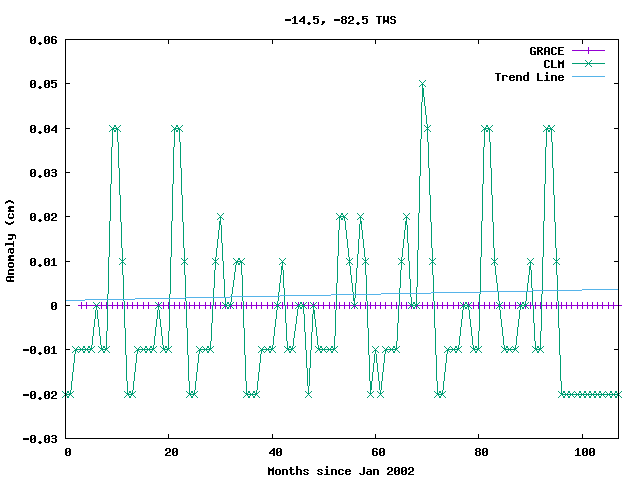 -14.5, -82.5 TWS
GRACE
CLM
Trend Line
0.06
0.05
0.04
0.03
0.02
0.01
0
-0.01
-0.02
-0.03
Anomaly (cm)
0 20 40 60 80 100
Months since Jan 2002